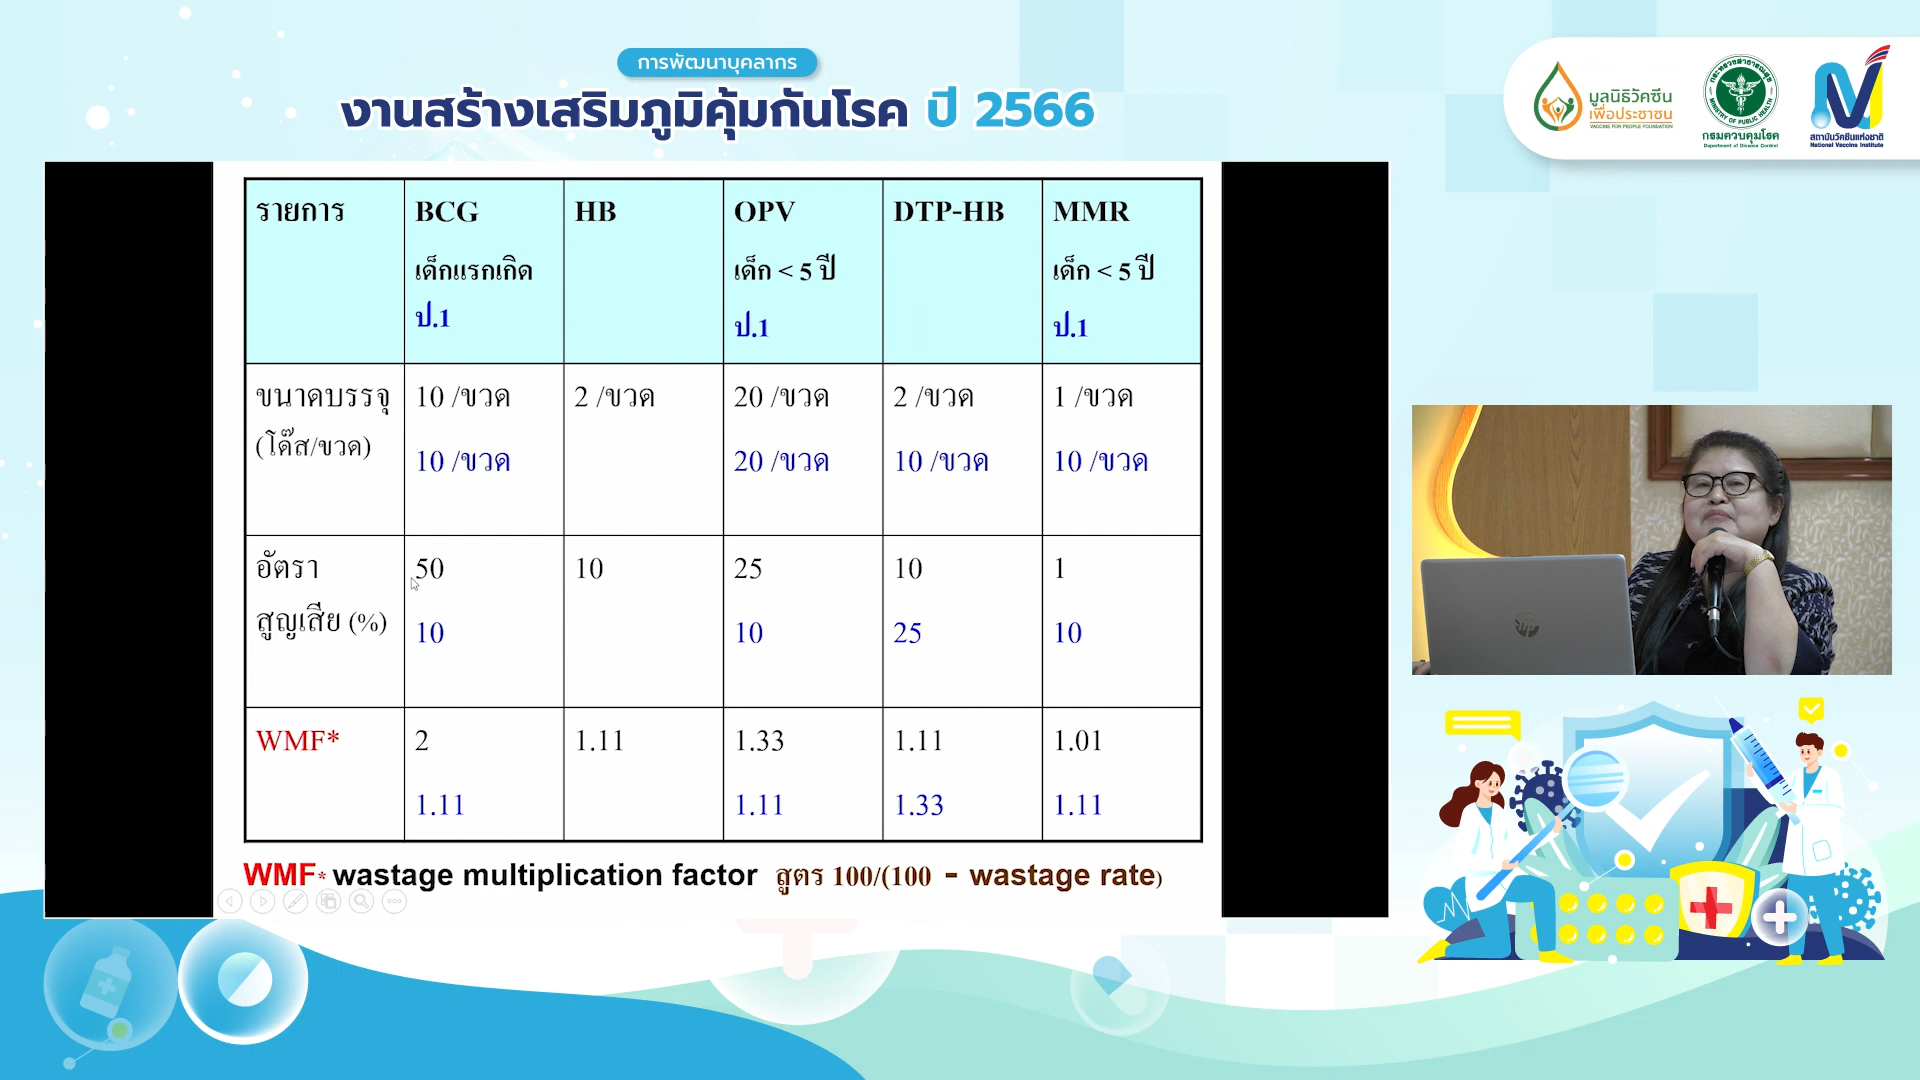 การพัฒนาบุคลากร
งานสร้างเสริมภูมิคุ้มกันโรค ปี 2566
มูลนิธิวัคซีน
เพื่อประชาชน
VACCINE FOR PEOPLE FOUNDATION
กระทรวงสาธารณสุข
MINISTRY OF PUBLIC HEALTH
กรมควบคุมโรค
Department of Disease Control
สถาบันวัคซีนแห่งชาติ
National Vaccine Institute
รายการ BCG HB OPV DTP-HB MMR
เด็กแรกเกิด เด็ก < 5 ปี เด็ก < 5 ปี
ป.1 ป.1 ป.1
ขนาดบรรจุ 10 /ขวด 2 /ขวด 20 /ขวด 2 /ขวด 1 /ขวด
(โด๊ส/ขวด) 10 /ขวด 20 /ขวด 10 /ขวด 10 /ขวด
อัตรา 50 10 25 10 1
สูญเสีย (%) 10 10 25 10
WMF* 2 1.11 1.33 1.11 1.01
1.11 1.11 1.33 1.11
WMF* wastage multiplication factor สูตร 100/(100 - wastage rate)
hp